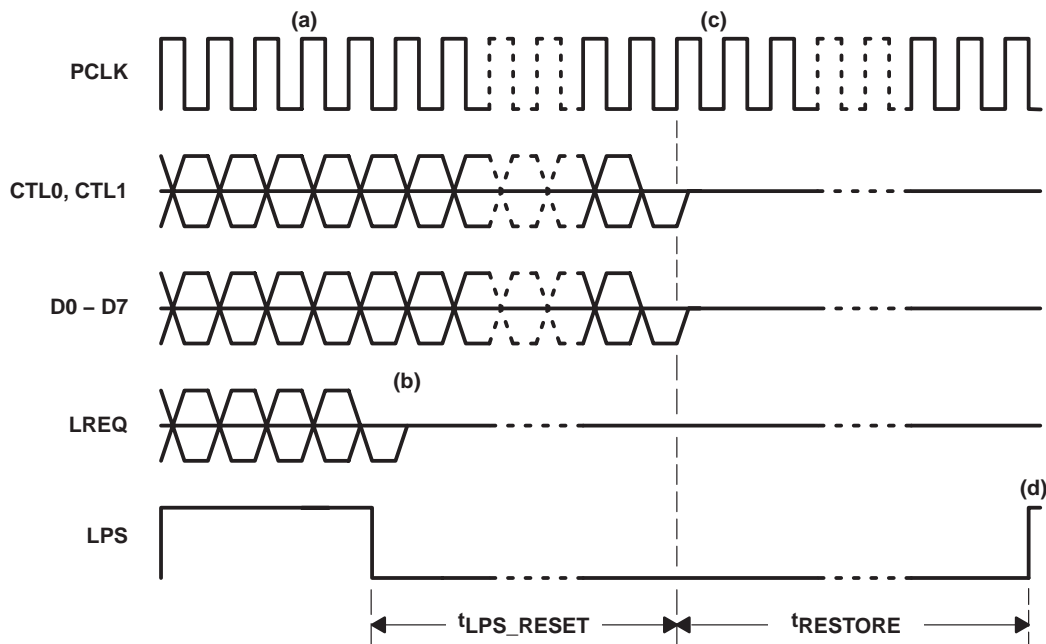 (a) (c)
PCLK
CTL0, CTL1
D0 – D7
(b)
LREQ
(d)
LPS
tLPS_RESET tRESTORE